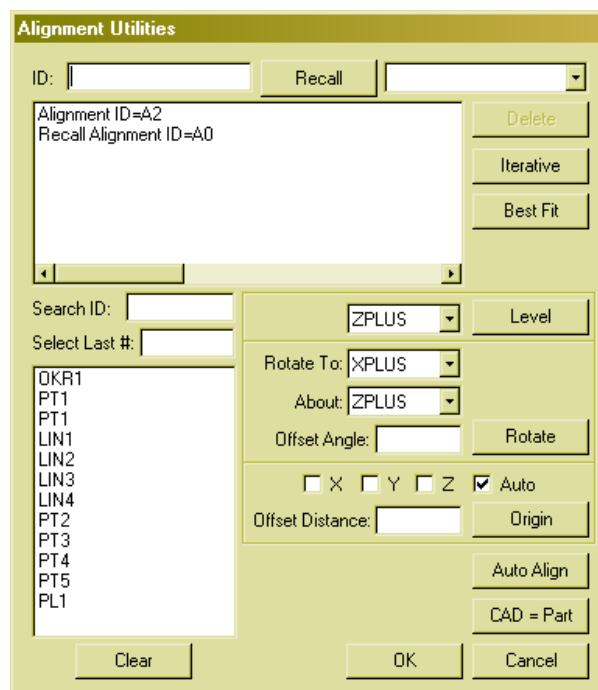 Alignment Utilities
ID: Recall
Alignment ID=A2
Recall Alignment ID=A0
Delete
Iterative
Best Fit
Search ID:
Select Last #:
OKR1
PT1
PT1
LIN1
LIN2
LIN3
LIN4
PT2
PT3
PT4
PT5
PL1
Clear
ZPLUS Level
Rotate To: XPLUS
About: ZPLUS
Offset Angle: Rotate
X Y Z Auto
Offset Distance: Origin
Auto Align
CAD = Part
OK Cancel